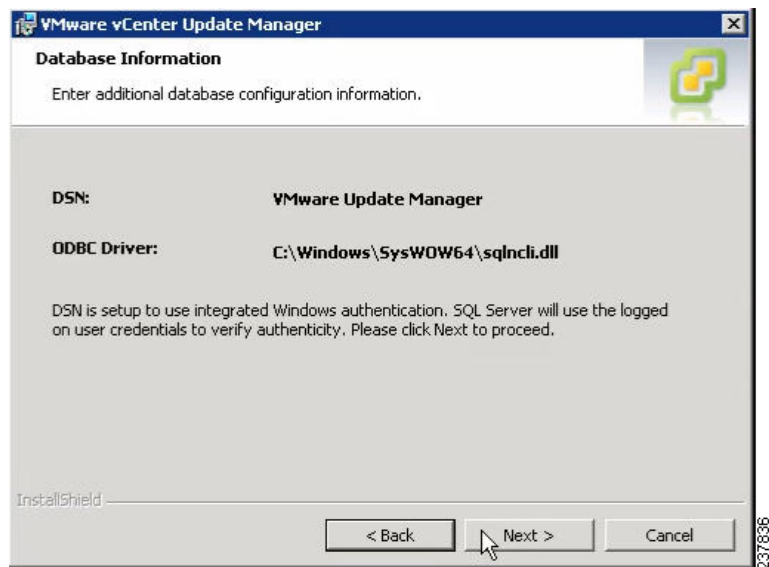 VMware vCenter Update Manager
Database Information
Enter additional database configuration information.
DSN:
VMware Update Manager
ODBC Driver:
C:\Windows\SysWOW64\sqlncli.dll
DSN is setup to use integrated Windows authentication. SQL Server will use the logged
on user credentials to verify authenticity. Please click Next to proceed.
InstallShield
< Back
Next >
Cancel
237836